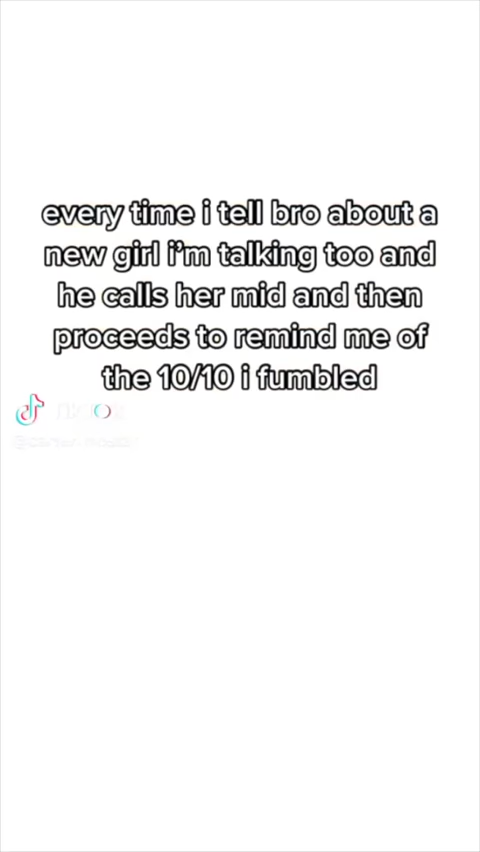 every time i tell bro about a
new girl i'm talking too and
he calls her mid and then
proceeds to remind me of
the 10/10 i fumbled